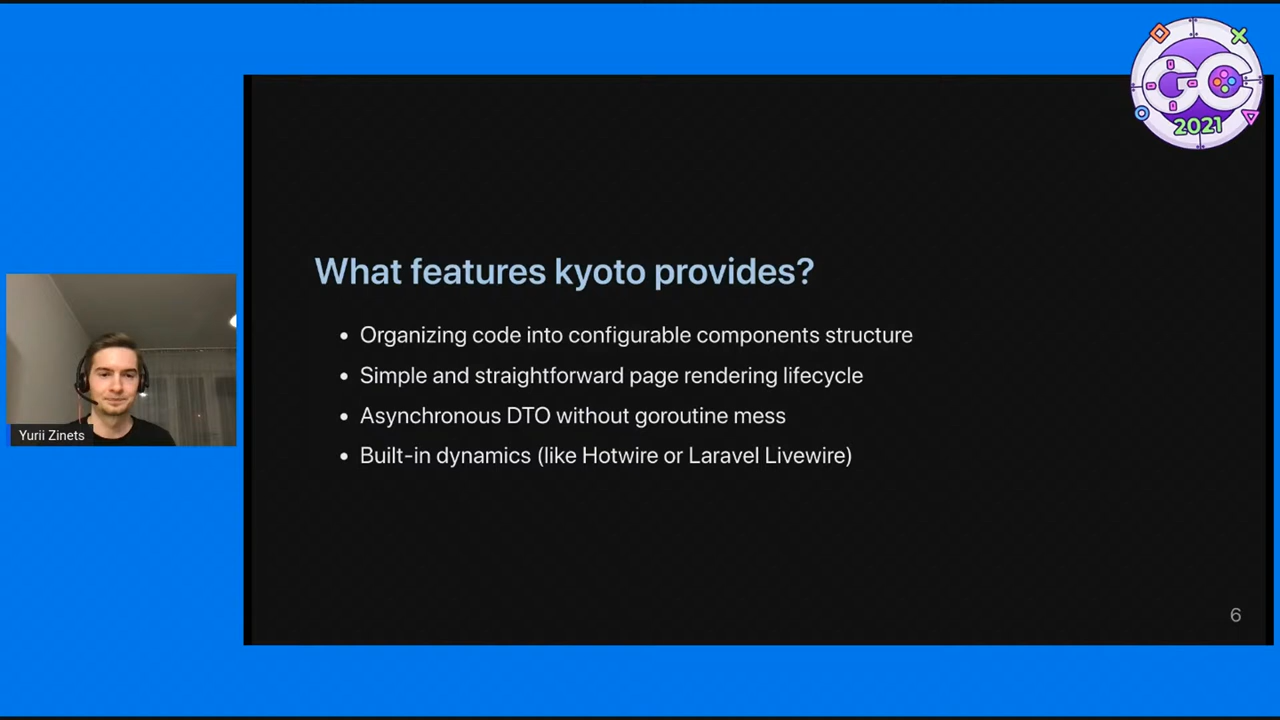 GC
2021
What features kyoto provides?
• Organizing code into configurable components structure
• Simple and straightforward page rendering lifecycle
• Asynchronous DTO without goroutine mess
• Built-in dynamics (like Hotwire or Laravel Livewire)
Yurii Zinets
6